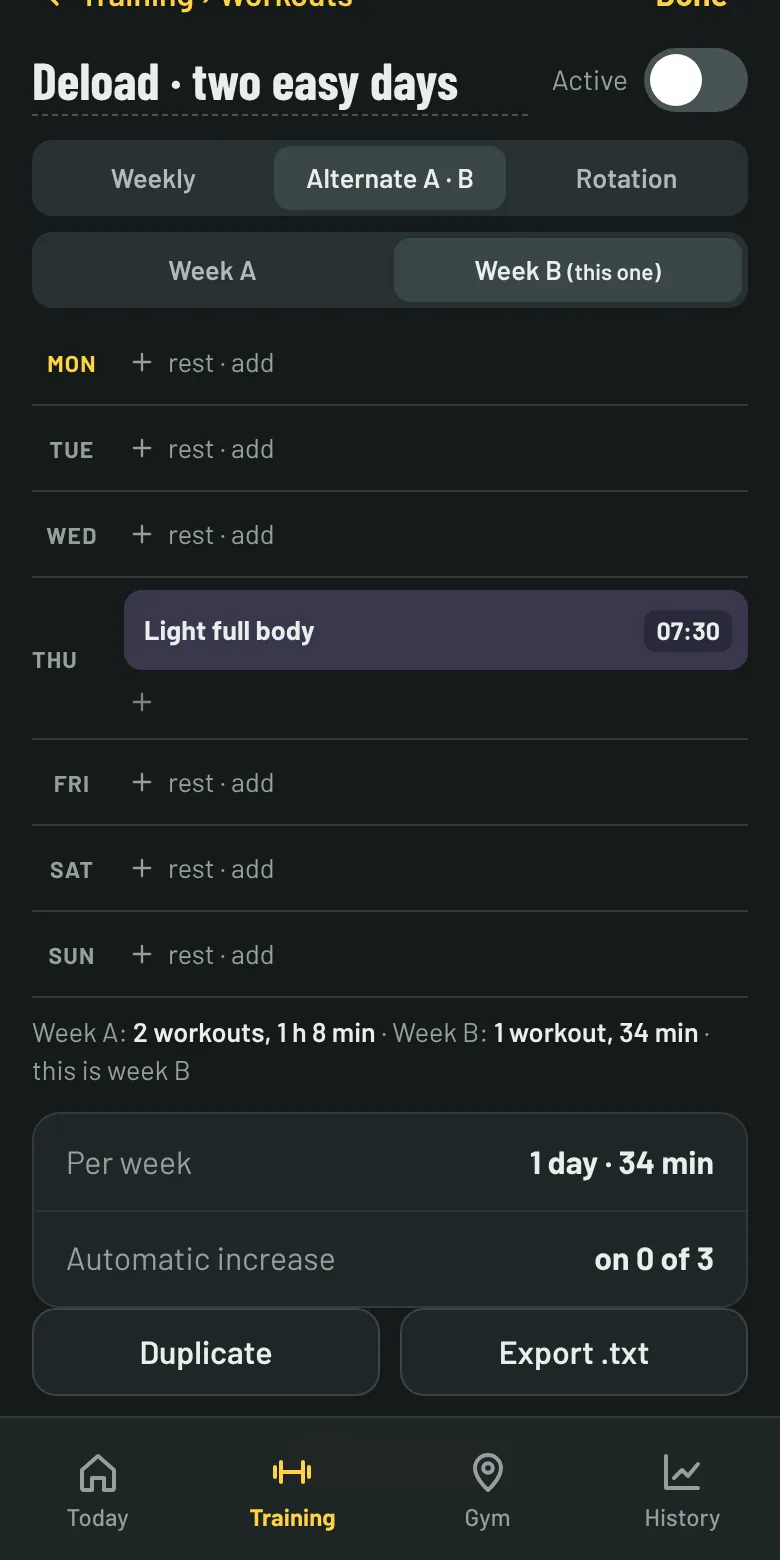 Training › Workouts
Done
Deload · two easy days
Active
Weekly
Alternate A · B
Rotation
Week A
Week B (this one)
MON
+ rest · add
TUE
+ rest · add
WED
+ rest · add
THU
Light full body
07:30
+
FRI
+ rest · add
SAT
+ rest · add
SUN
+ rest · add
Week A: 2 workouts, 1 h 8 min · Week B: 1 workout, 34 min ·
this is week B
Per week
1 day · 34 min
Automatic increase
on 0 of 3
Duplicate
Export .txt
Today
Training
Gym
History